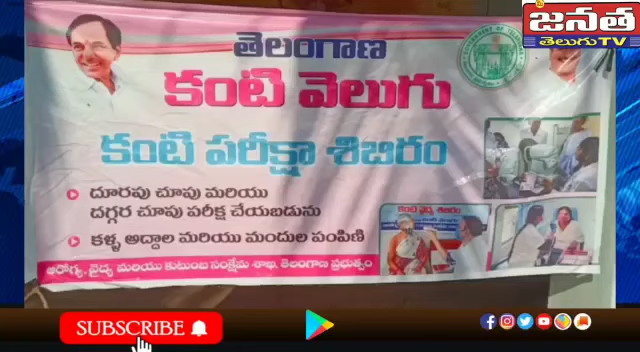 జనత
తెలుగు TV
తెలంగాణ
కంటి వెలుగు
కంటి పరీక్షా శిబిరం
దూరపు చూపు మరియు
దగ్గర చూపు పరీక్ష చేయబడును
కళ్ళ అద్దాల మరియు మందుల పంపిణి
కంటి వైద్య శిబిరం
ఆరోగ్య, వైద్య మరియు కుటుంబ సంక్షేమ శాఖ, తెలంగాణ ప్రభుత్వం
SUBSCRIBE